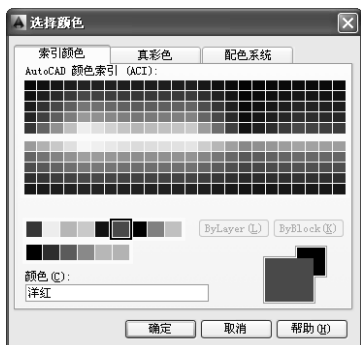 选择颜色
索引颜色 真彩色 配色系统
AutoCAD 颜色索引 (ACI):
ByLayer(L) ByBlock(K)
颜色(C):
洋红
确定 取消 帮助(H)